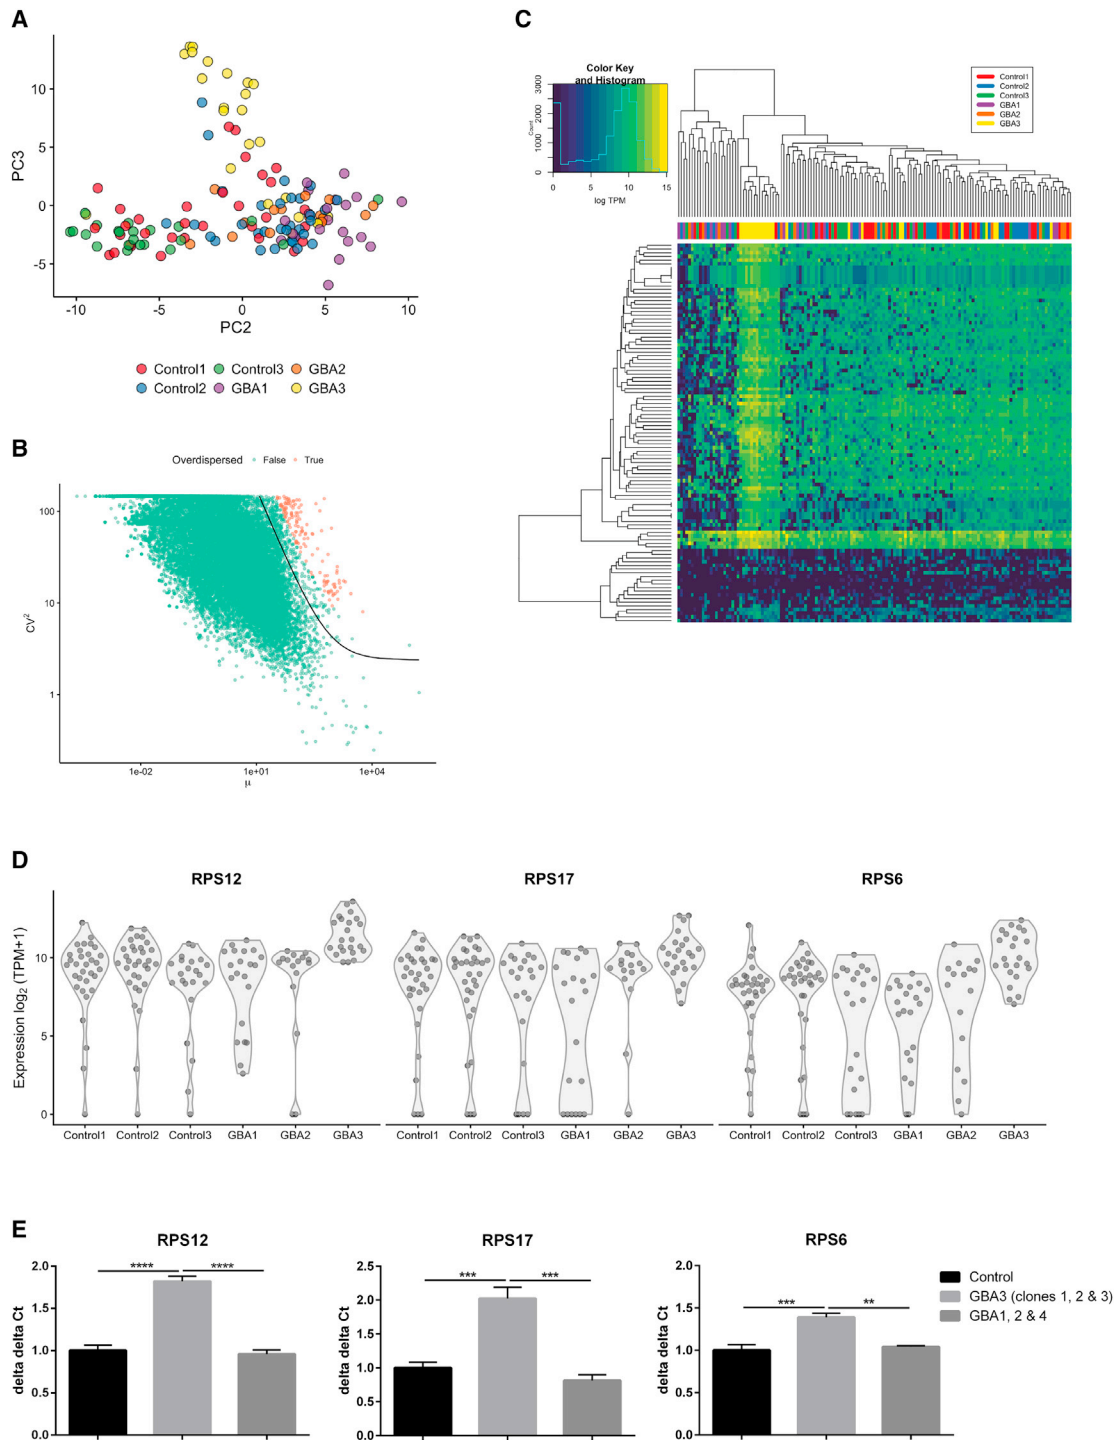 A
10
5
0
-5
PC3
-10
-5
0
5
10
PC2
Control1
Control3
GBA2
Control2
GBA1
GBA3
B
Overdispersed
False
True
100
10
1
CV²
1e-02
1e+01
1e+04
μ
C
Color Key
and Histogram
3000
2000
1000
0
Count
0
5
10
15
log TPM
Control1
Control2
Control3
GBA1
GBA2
GBA3
D
RPS12
RPS17
RPS6
Expression log₂ (TPM+1)
10
5
0
Control1 Control2 Control3 GBA1 GBA2 GBA3
Control1 Control2 Control3 GBA1 GBA2 GBA3
Control1 Control2 Control3 GBA1 GBA2 GBA3
E
RPS12
delta delta Ct
2.0
1.5
1.0
0.5
0.0
**** ****
RPS17
delta delta Ct
2.5
2.0
1.5
1.0
0.5
0.0
*** ***
RPS6
delta delta Ct
2.0
1.5
1.0
0.5
0.0
*** **
Control
GBA3 (clones 1, 2 & 3)
GBA1, 2 & 4